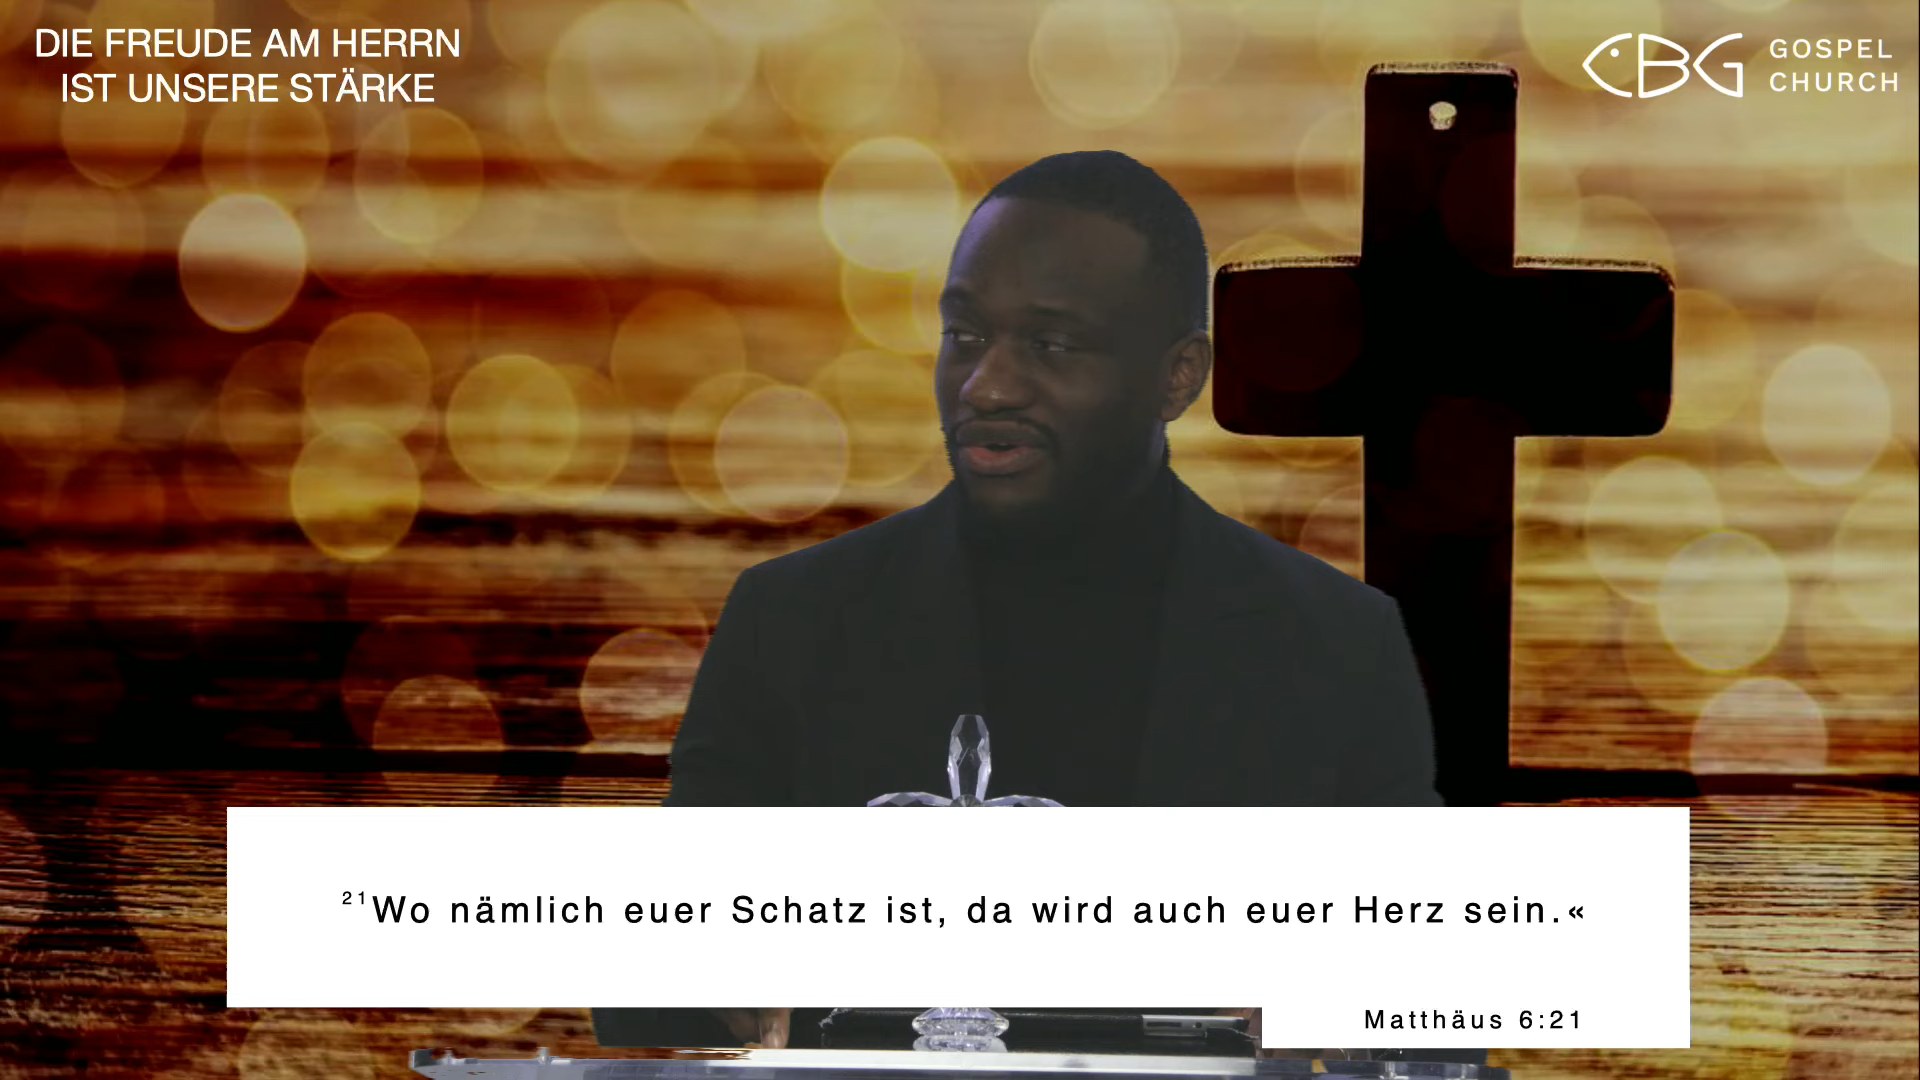 DIE FREUDE AM HERRN
IST UNSERE STÄRKE
CBG GOSPEL
CHURCH
²¹Wo nämlich euer Schatz ist, da wird auch euer Herz sein.«
Matthäus 6:21